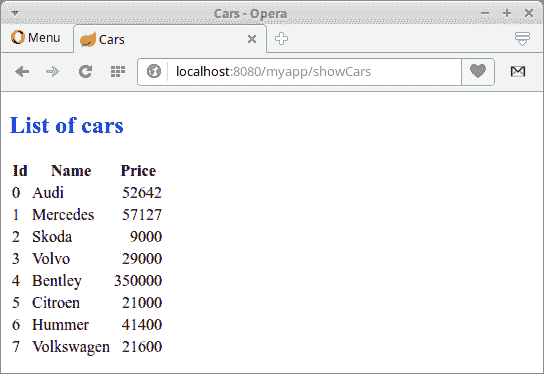 Cars - Opera
Menu Cars
localhost:8080/myapp/showCars
List of cars
Id Name Price
0 Audi 52642
1 Mercedes 57127
2 Skoda 9000
3 Volvo 29000
4 Bentley 350000
5 Citroen 21000
6 Hummer 41400
7 Volkswagen 21600